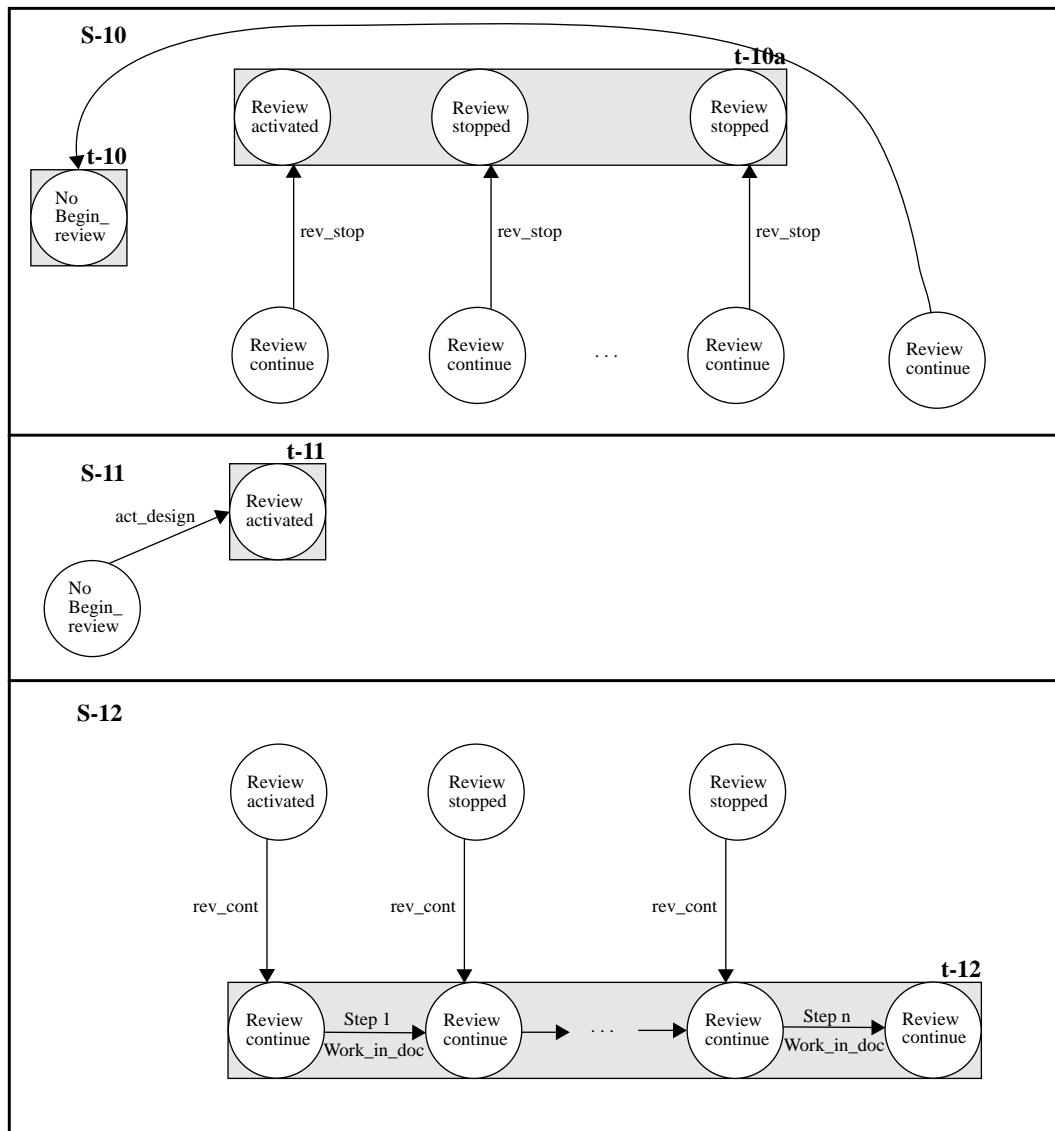 S-10
t-10a
Review
activated
Review
stopped
Review
stopped
t-10
No
Begin_
review
rev_stop
rev_stop
rev_stop
Review
continue
Review
continue
. . .
Review
continue
Review
continue
S-11
t-11
Review
activated
act_design
No
Begin_
review
S-12
Review
activated
Review
stopped
Review
stopped
rev_cont
rev_cont
rev_cont
t-12
Review
continue
Step 1
Work_in_doc
Review
continue
. . .
Review
continue
Step n
Work_in_doc
Review
continue